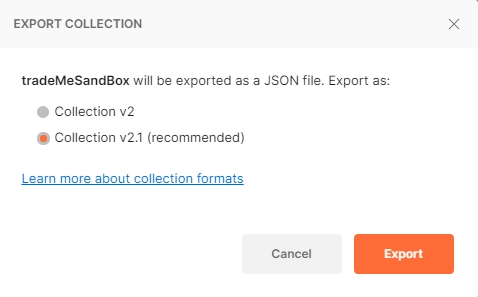 EXPORT COLLECTION
tradeMeSandBox will be exported as a JSON file. Export as:
Collection v2
Collection v2.1 (recommended)
Learn more about collection formats
Cancel
Export